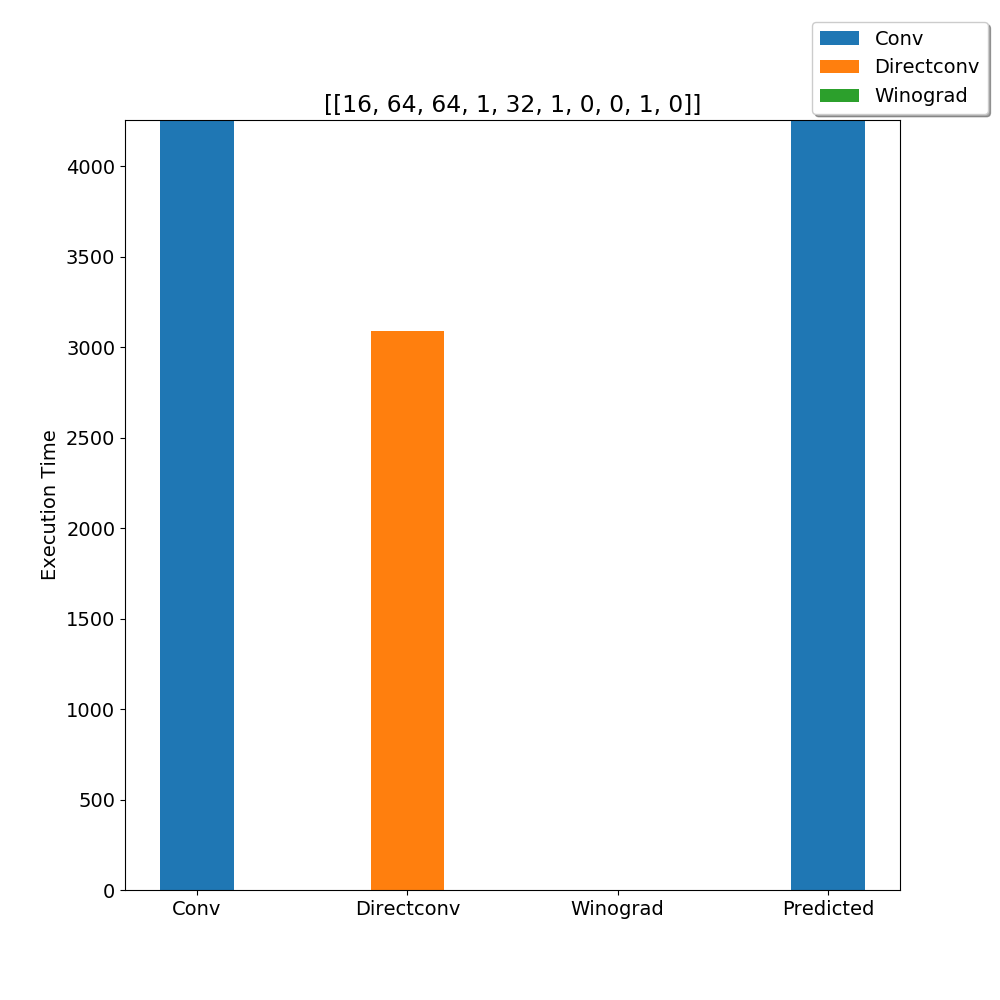 Conv
Directconv
Winograd
[[16, 64, 64, 1, 32, 1, 0, 0, 1, 0]]
4000
3500
3000
2500
2000
1500
1000
500
0
Execution Time
Conv Directconv Winograd Predicted